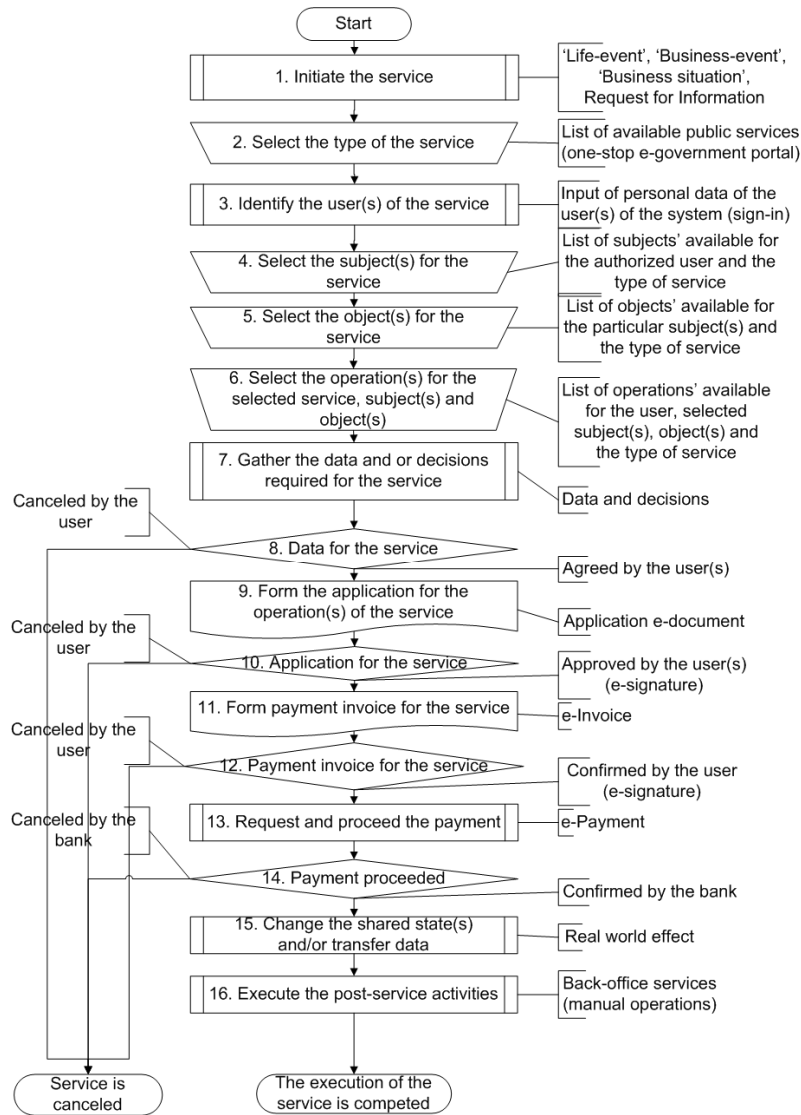 Start
1. Initiate the service
'Life-event', 'Business-event',
'Business situation',
Request for Information
2. Select the type of the service
List of available public services
(one-stop e-government portal)
3. Identify the user(s) of the service
Input of personal data of the
user(s) of the system (sign-in)
4. Select the subject(s) for the
service
List of subjects' available for
the authorized user and the
type of service
5. Select the object(s) for the
service
List of objects' available for
the particular subject(s) and
the type of service
6. Select the operation(s) for the
selected service, subject(s) and
object(s)
List of operations' available
for the user, selected
subject(s), object(s) and
the type of service
7. Gather the data and or decisions
required for the service
Data and decisions
Canceled by the
user
8. Data for the service
Agreed by the user(s)
9. Form the application for the
operation(s) of the service
Application e-document
Canceled by the
user
10. Application for the service
Approved by the user(s)
(e-signature)
11. Form payment invoice for the service
e-Invoice
Canceled by the
user
12. Payment invoice for the service
Confirmed by the user
(e-signature)
13. Request and proceed the payment
e-Payment
Canceled by the
bank
14. Payment proceeded
Confirmed by the bank
15. Change the shared state(s)
and/or transfer data
Real world effect
16. Execute the post-service activities
Back-office services
(manual operations)
Service is
canceled
The execution of the
service is competed